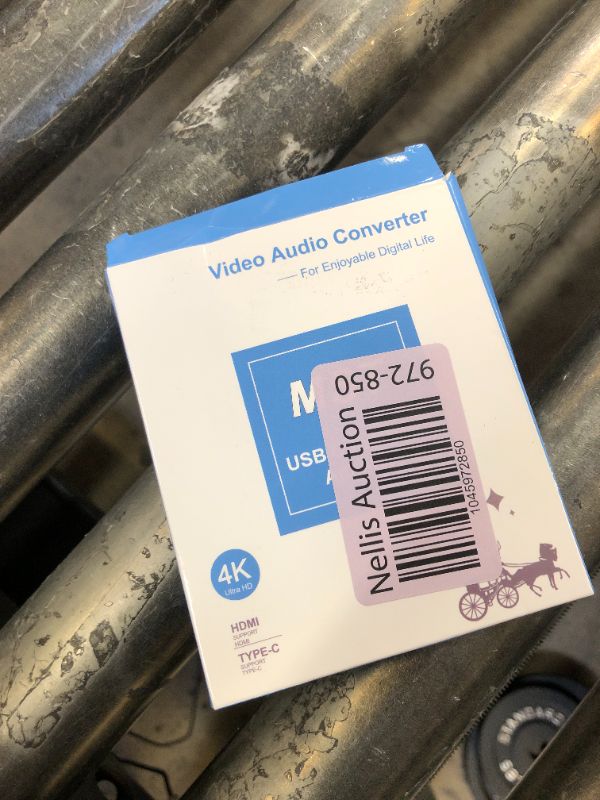 Video Audio Converter
— For Enjoyable Digital Life
M
USB
A
972-850
Nellis Auction
1045972850
4K
Ultra HD
HDMI
SUPPORT
HDMI
TYPE-C
SUPPORT
TYPE-C
STANDARD